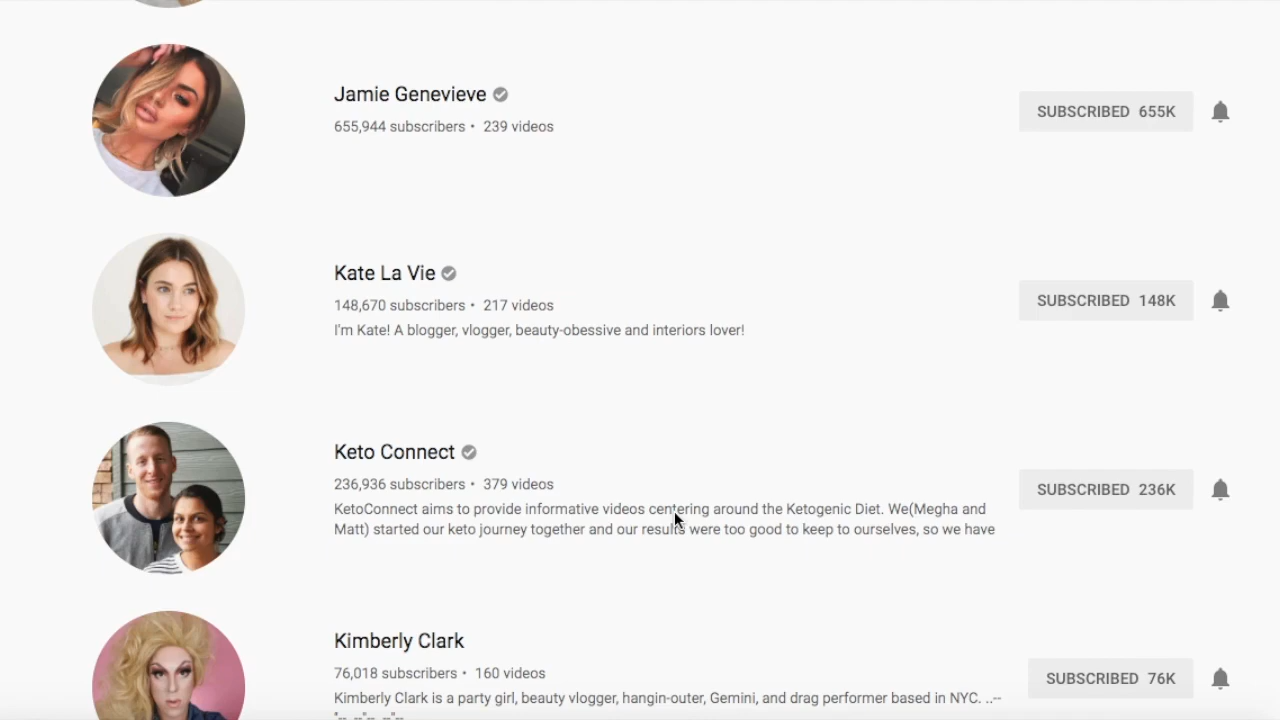 Jamie Genevieve
655,944 subscribers • 239 videos
SUBSCRIBED 655K
Kate La Vie
148,670 subscribers • 217 videos
I'm Kate! A blogger, vlogger, beauty-obessive and interiors lover!
SUBSCRIBED 148K
Keto Connect
236,936 subscribers • 379 videos
KetoConnect aims to provide informative videos centering around the Ketogenic Diet. We(Megha and
Matt) started our keto journey together and our results were too good to keep to ourselves, so we have
SUBSCRIBED 236K
Kimberly Clark
76,018 subscribers • 160 videos
Kimberly Clark is a party girl, beauty vlogger, hangin-outer, Gemini, and drag performer based in NYC. ..--
SUBSCRIBED 76K